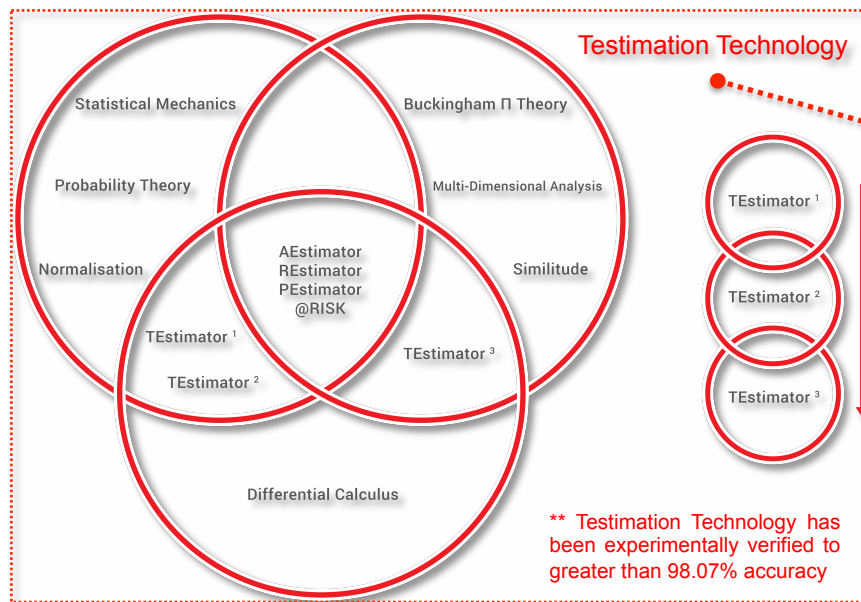 Testimation Technology
Statistical Mechanics
Buckingham Π Theory
Probability Theory
Multi-Dimensional Analysis
Normalisation
Similitude
AEstimator
REstimator
PEstimator
@RISK
TEstimator ¹
TEstimator ²
TEstimator ³
Differential Calculus
TEstimator ¹
TEstimator ²
TEstimator ³
** Testimation Technology has
been experimentally verified to
greater than 98.07% accuracy